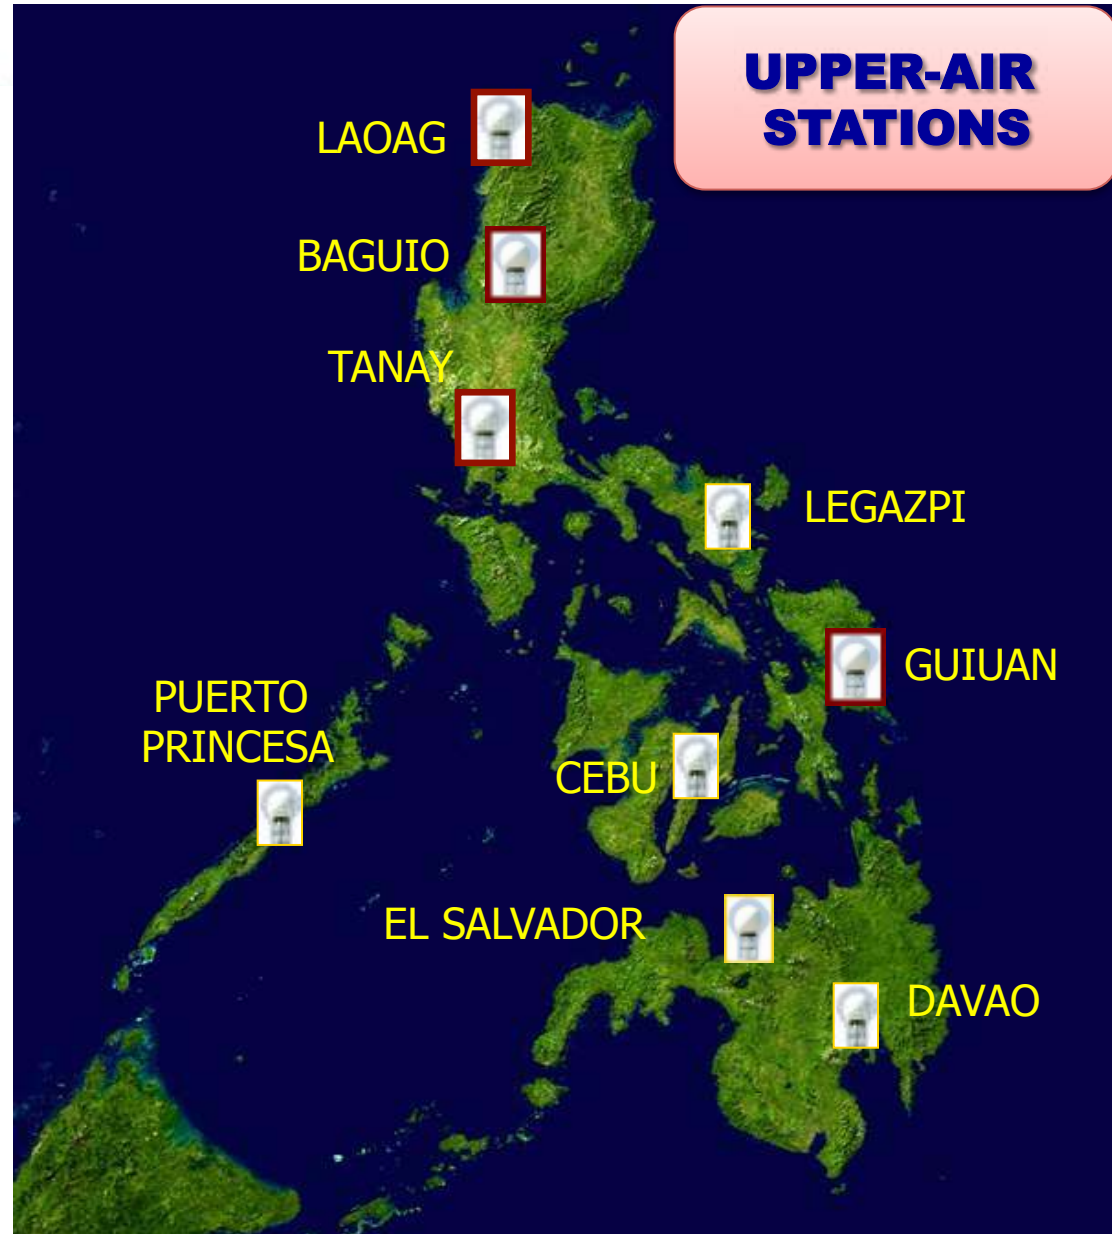 UPPER-AIR
STATIONS
LAOAG
BAGUIO
TANAY
LEGAZPI
GUIUAN
PUERTO
PRINCESA
CEBU
EL SALVADOR
DAVAO